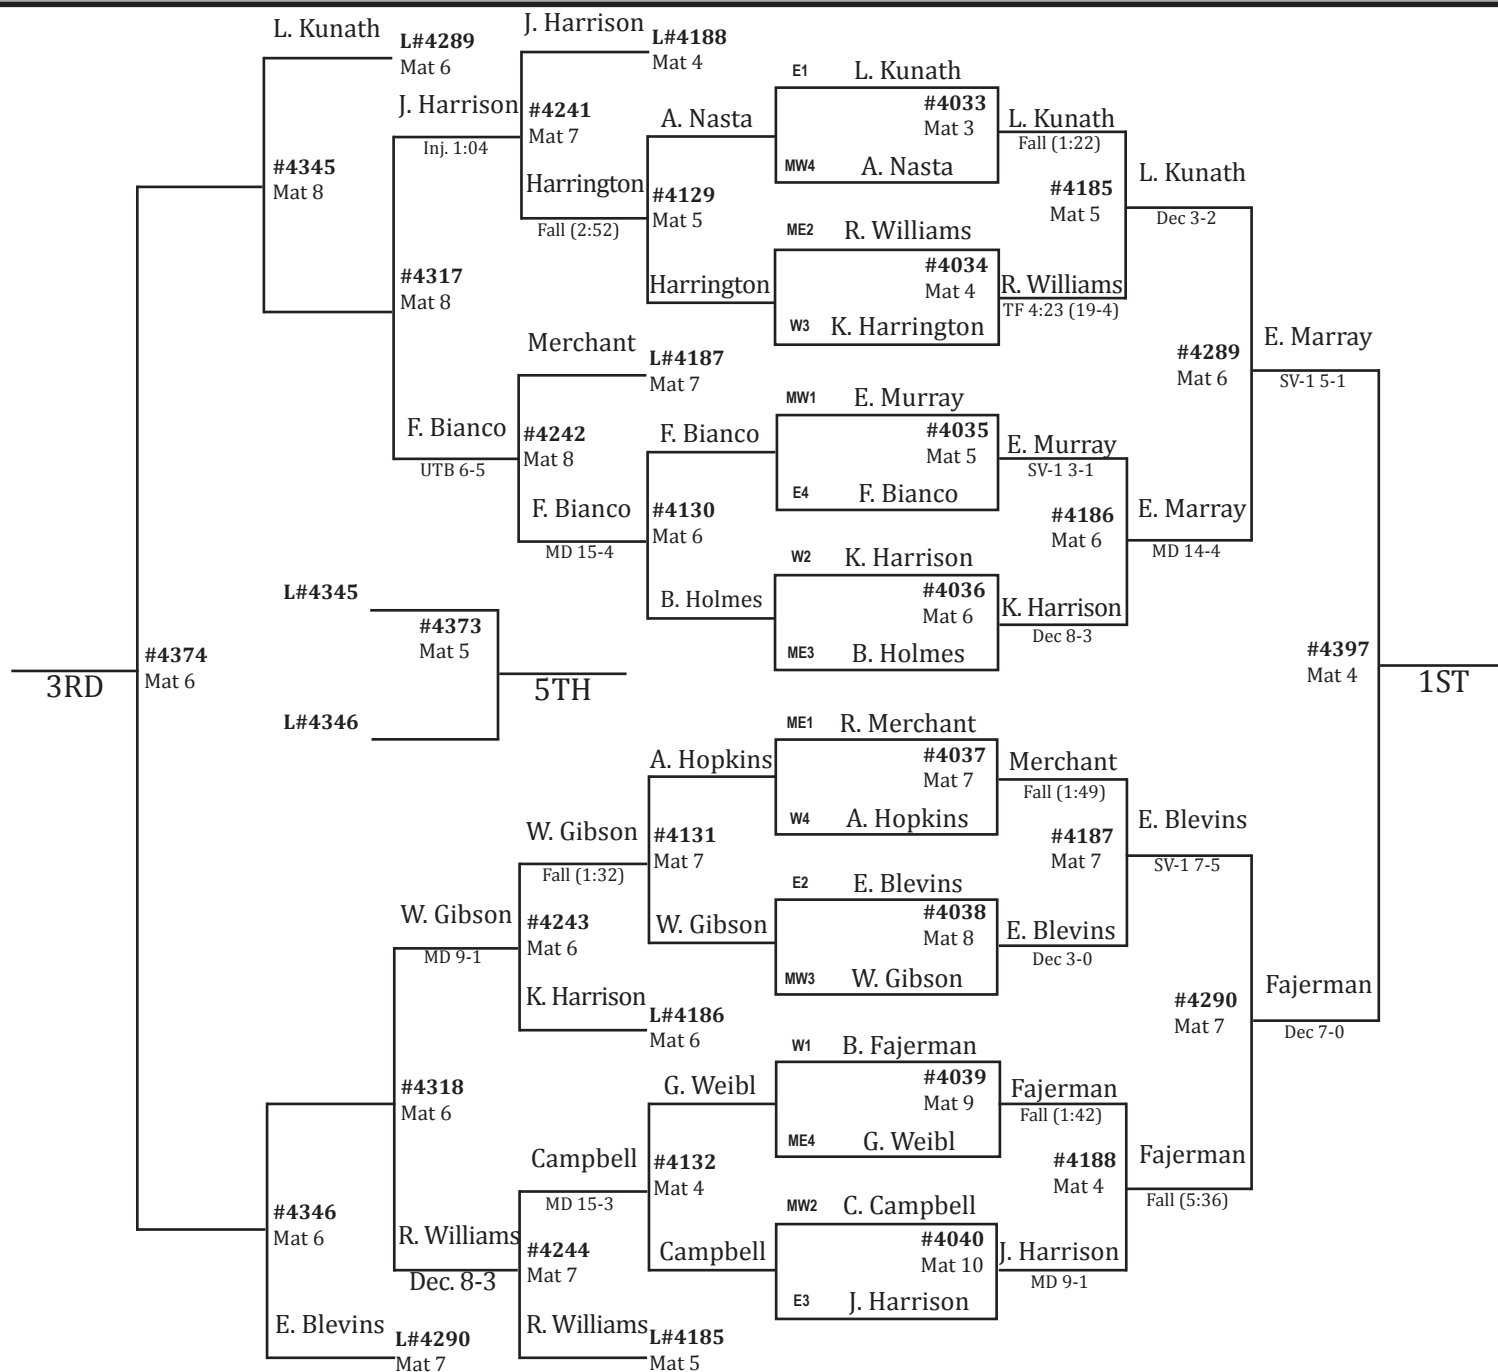 L. Kunath
L#4289
Mat 6
J. Harrison
L#4188
Mat 4
J. Harrison
Inj. 1:04
#4241
Mat 7
Harrington
Fall (2:52)
#4345
Mat 8
#4317
Mat 8
A. Nasta
#4129
Mat 5
Harrington
E1
L. Kunath
#4033
Mat 3
MW4
A. Nasta
L. Kunath
Fall (1:22)
ME2
R. Williams
#4034
Mat 4
W3
K. Harrington
R. Williams
TF 4:23 (19-4)
#4185
Mat 5
L. Kunath
Dec 3-2
Merchant
L#4187
Mat 7
F. Bianco
UTB 6-5
#4242
Mat 8
F. Bianco
MD 15-4
F. Bianco
#4130
Mat 6
B. Holmes
MW1
E. Murray
#4035
Mat 5
E4
F. Bianco
E. Murray
SV-1 3-1
W2
K. Harrison
#4036
Mat 6
ME3
B. Holmes
K. Harrison
Dec 8-3
#4186
Mat 6
E. Marray
MD 14-4
#4289
Mat 6
E. Marray
SV-1 5-1
L#4345
#4373
Mat 5
L#4346
5TH
#4374
Mat 6
3RD
#4397
Mat 4
1ST
A. Hopkins
#4131
Mat 7
W. Gibson
W. Gibson
Fall (1:32)
W. Gibson
MD 9-1
#4243
Mat 6
K. Harrison
L#4186
Mat 6
ME1
R. Merchant
#4037
Mat 7
W4
A. Hopkins
Merchant
Fall (1:49)
E2
E. Blevins
#4038
Mat 8
MW3
W. Gibson
E. Blevins
Dec 3-0
#4187
Mat 7
E. Blevins
SV-1 7-5
#4290
Mat 7
Fajerman
Dec 7-0
#4318
Mat 6
#4346
Mat 6
G. Weibl
#4132
Mat 4
Campbell
Campbell
MD 15-3
R. Williams
Dec. 8-3
#4244
Mat 7
R. Williams
L#4185
Mat 5
E. Blevins
L#4290
Mat 7
W1
B. Fajerman
#4039
Mat 9
ME4
G. Weibl
Fajerman
Fall (1:42)
MW2
C. Campbell
#4040
Mat 10
E3
J. Harrison
J. Harrison
MD 9-1
#4188
Mat 4
Fajerman
Fall (5:36)